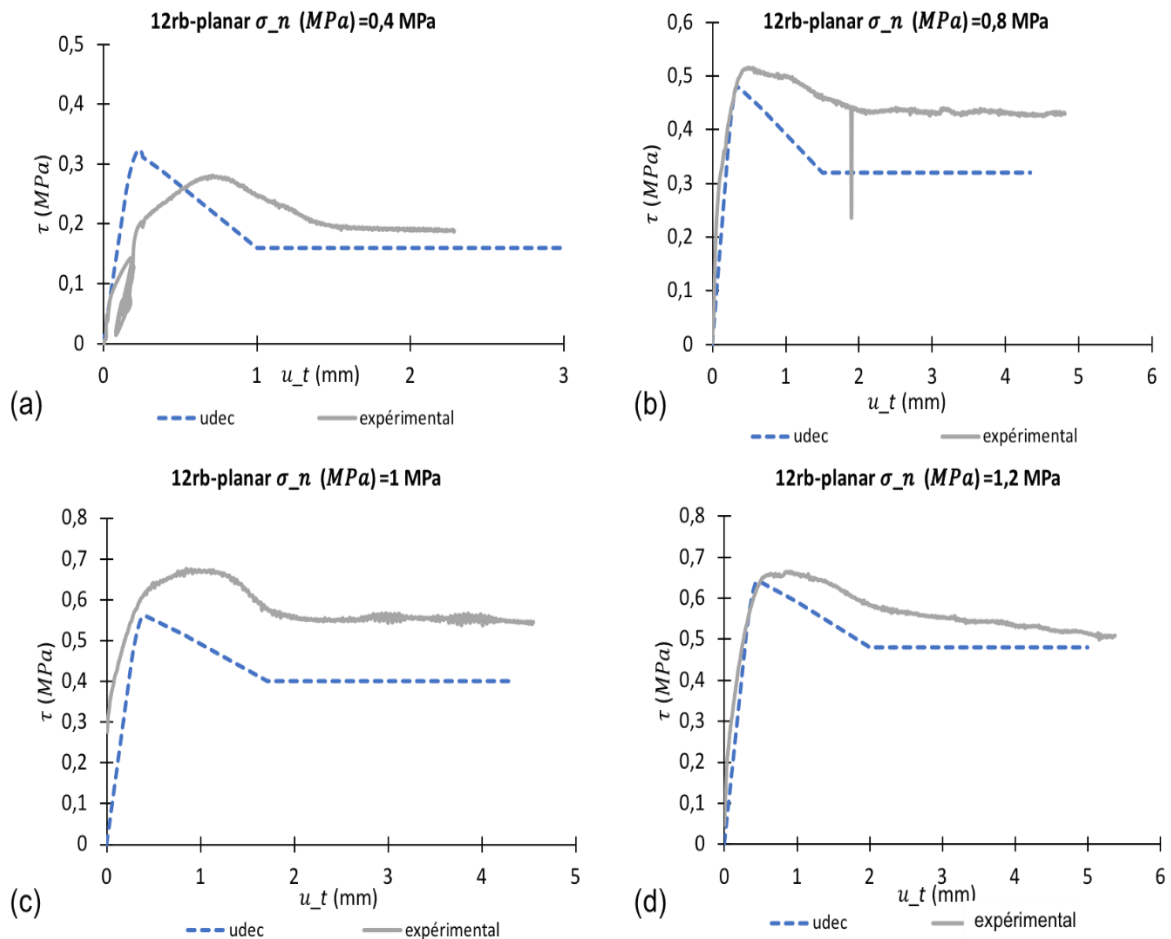 12rb-planar σ_n (MPa)=0,4 MPa
0,5
0,4
0,3
0,2
0,1
0
τ (MPa)
0 1 2 3
u_t (mm)
(a)
udec expérimental
12rb-planar σ_n (MPa)=0,8 MPa
0,6
0,5
0,4
0,3
0,2
0,1
0
τ (MPa)
0 1 2 3 4 5 6
u_t (mm)
(b)
udec expérimental
12rb-planar σ_n (MPa)=1 MPa
0,8
0,7
0,6
0,5
0,4
0,3
0,2
0,1
0
τ (MPa)
0 1 2 3 4 5
u_t (mm)
(c)
udec expérimental
12rb-planar σ_n (MPa)=1,2 MPa
0,8
0,7
0,6
0,5
0,4
0,3
0,2
0,1
0
τ (MPa)
0 1 2 3 4 5 6
u_t (mm)
(d)
udec expérimental